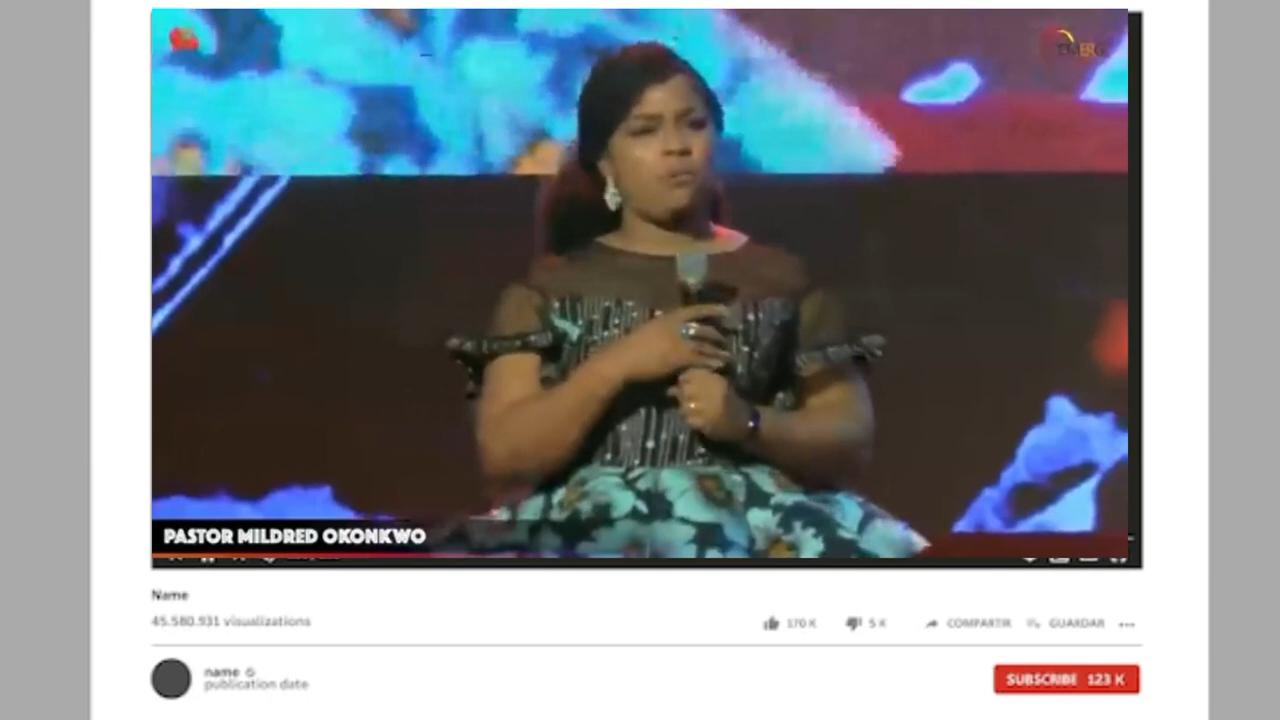 PASTOR MILDRED OKONKWO
Name
45.580.931 visualizations
170 K
5 K
COMPARTIR
GUARDAR
name
publication date
SUBSCRIBE 123 K